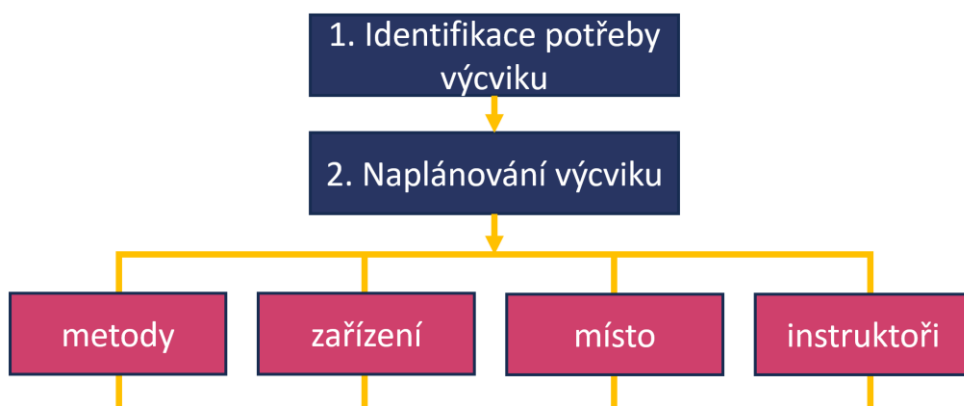 1. Identifikace potřeby
výcviku
2. Naplánování výcviku
metody
zařízení
místo
instruktoři